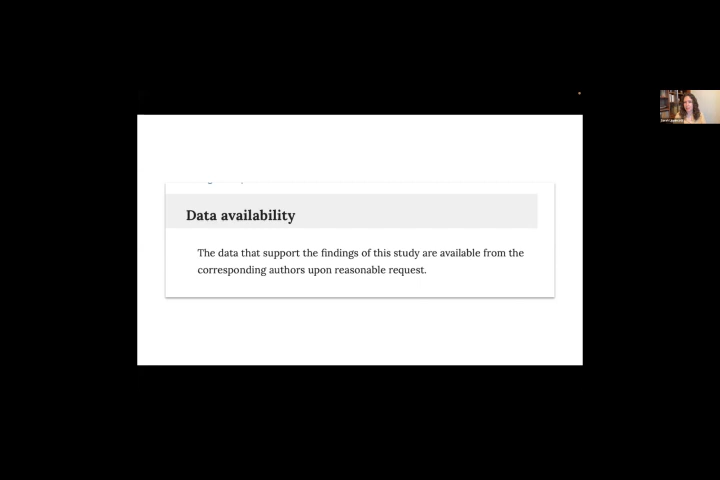 Data availability
The data that support the findings of this study are available from the
corresponding authors upon reasonable request.